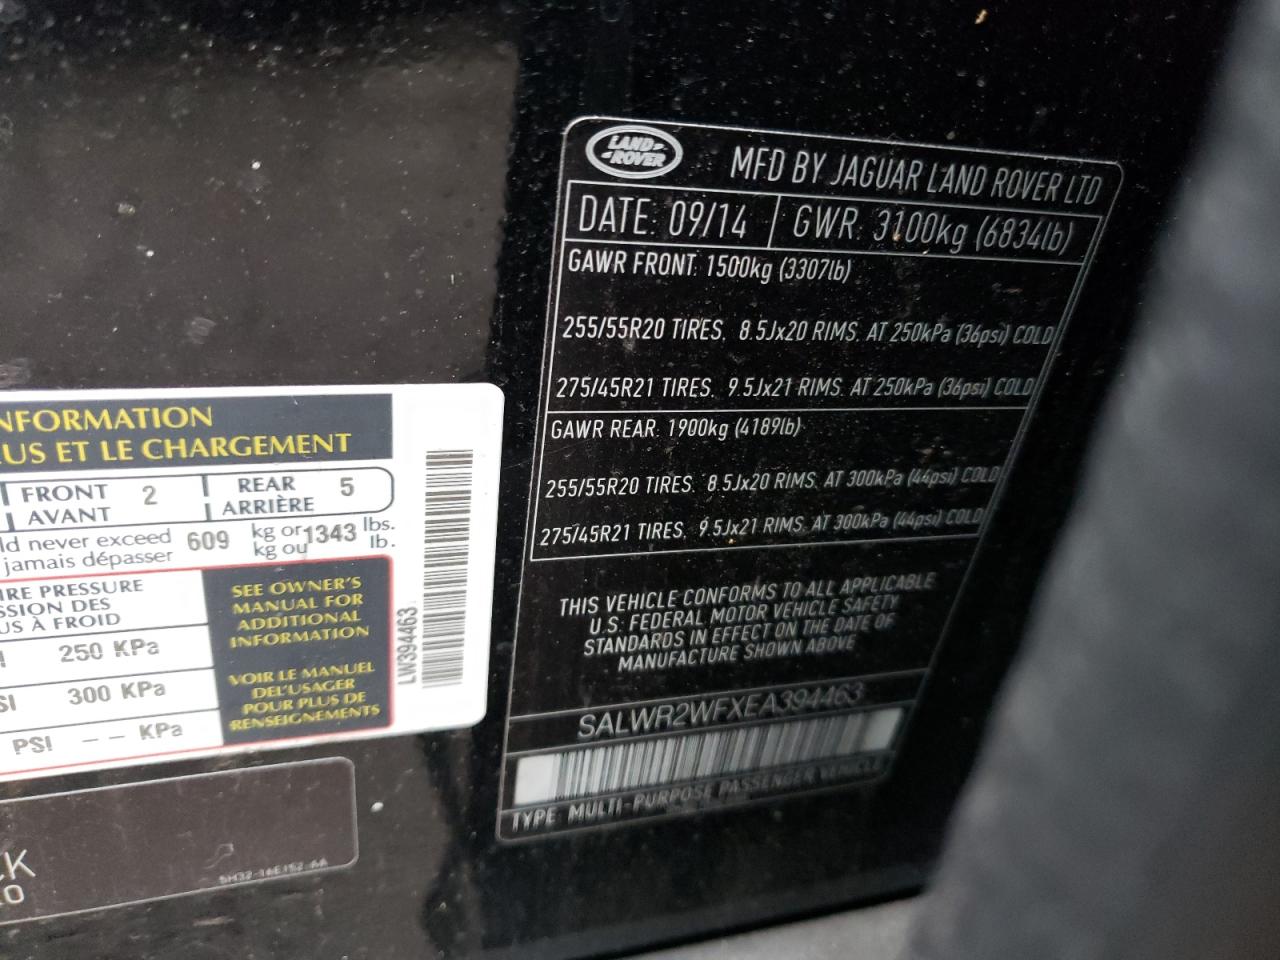 LAND ROVER
MFD BY JAGUAR LAND ROVER LTD
DATE: 09/14 GWR: 3100kg (6834lb)
GAWR FRONT: 1500kg (3307lb)
255/55R20 TIRES, 8.5Jx20 RIMS, AT 250kPa (36psi) COLD
275/45R21 TIRES, 9.5Jx21 RIMS, AT 250kPa (36psi) COLD
GAWR REAR: 1900kg (4189lb)
255/55R20 TIRES, 8.5Jx20 RIMS, AT 300kPa (44psi) COLD
275/45R21 TIRES, 9.5Jx21 RIMS, AT 300kPa (44psi) COLD
THIS VEHICLE CONFORMS TO ALL APPLICABLE
U.S. FEDERAL MOTOR VEHICLE SAFETY
STANDARDS IN EFFECT ON THE DATE OF
MANUFACTURE SHOWN ABOVE
SALWR2WFXEA394463
TYPE: MULTI-PURPOSE PASSENGER VEHICLE
NFORMATION
US ET LE CHARGEMENT
FRONT 2 REAR 5
AVANT ARRIÈRE
ld never exceed 609 kg or 1343 lbs.
jamais dépasser kg ou lb.
IRE PRESSURE
SSION DES
US À FROID
250 KPa
SI 300 KPa
PSI -- KPa
SEE OWNER'S
MANUAL FOR
ADDITIONAL
INFORMATION
VOIR LE MANUEL
DEL'USAGER
POUR PLUS DE
RENSEIGNEMENTS
LW394463
CK
0